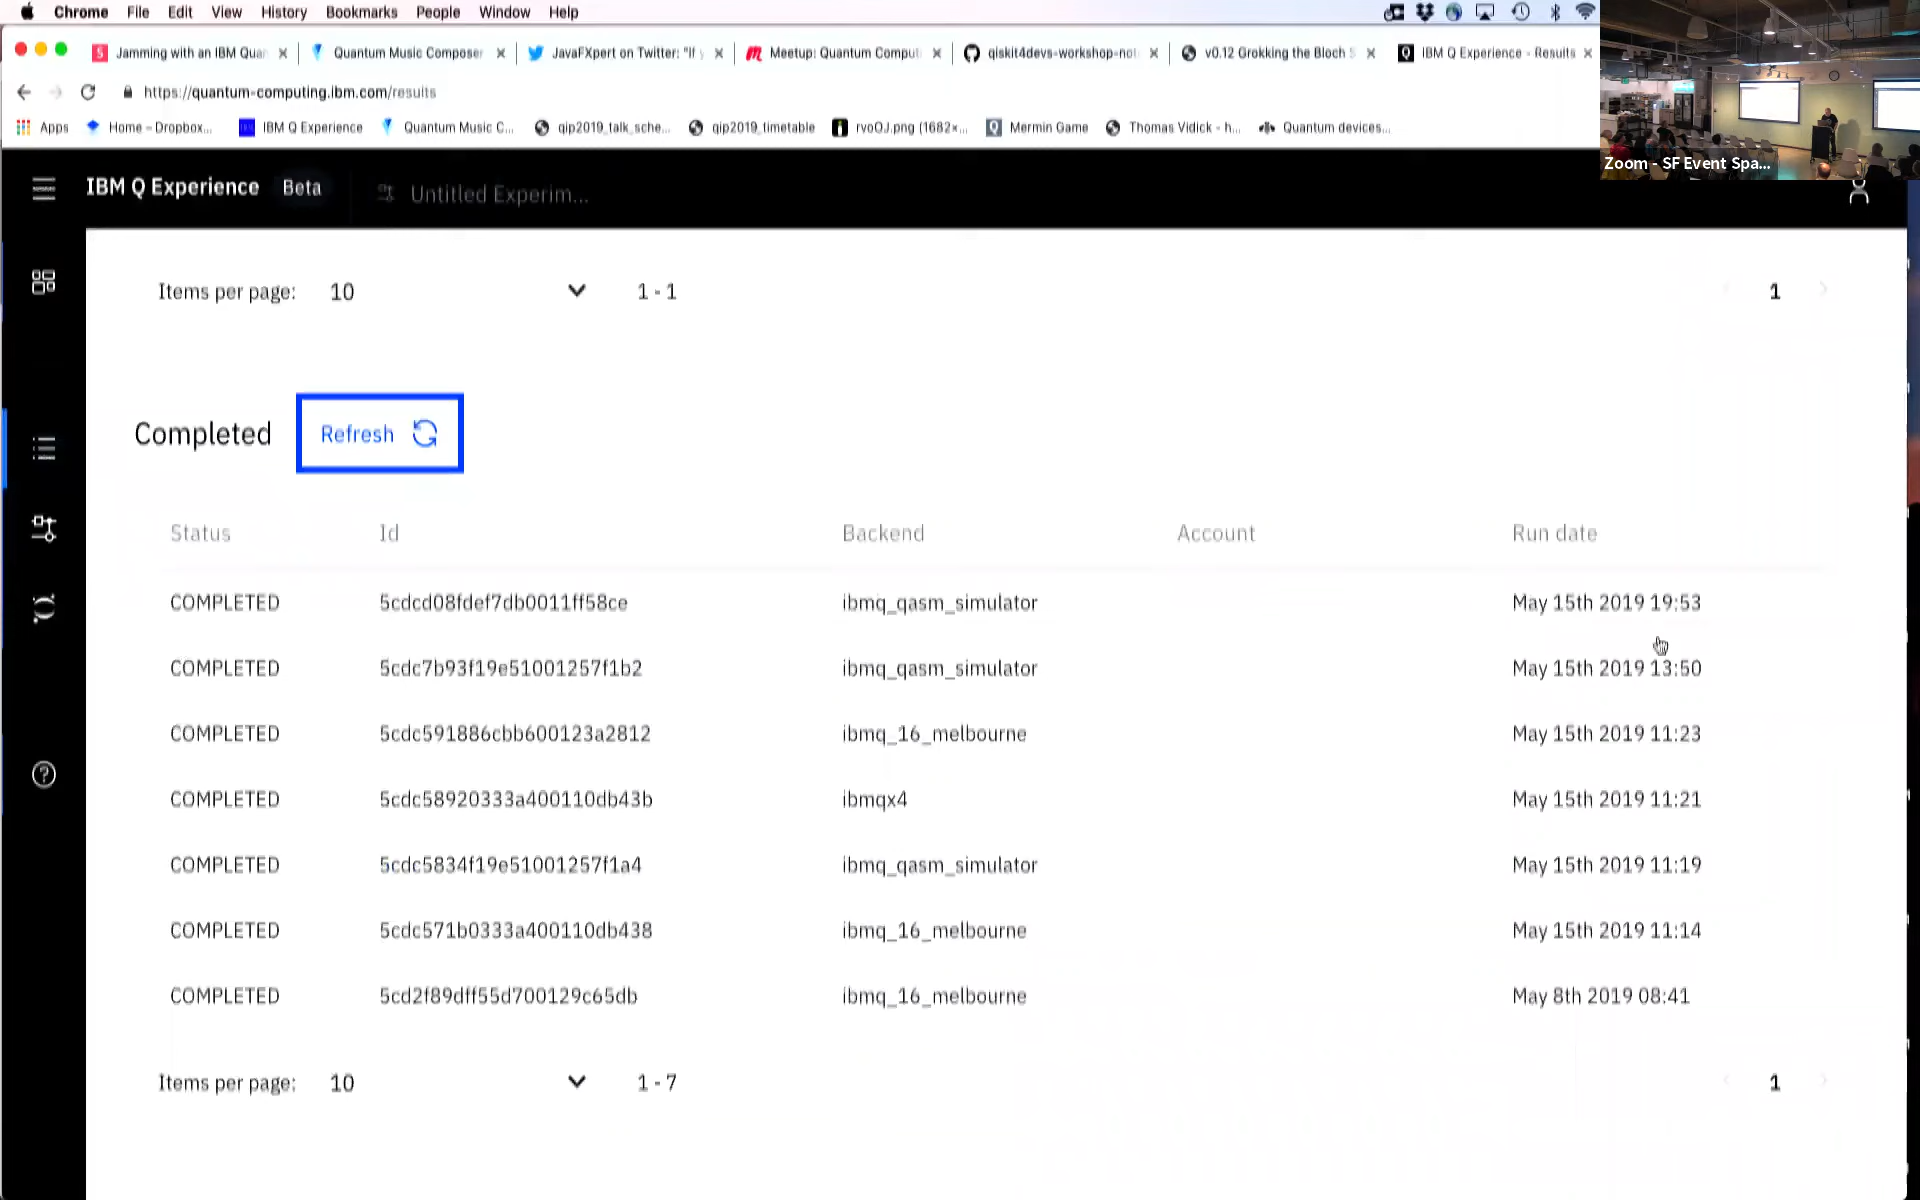 Chrome File Edit View History Bookmarks People Window Help
Jamming with an IBM Qua Quantum Music Composer JavaFXpert on Twitter: "If y Meetup: Quantum Comput qiskit4devs-workshop-not v0.12 Grokking the Bloch S IBM Q Experience - Results
https://quantum-computing.ibm.com/results
Apps Home - Dropbox... IBM Q Experience Quantum Music C... qip2019_talk_sche... qip2019_timetable rvoOJ.png (1682×... Mermin Game Thomas Vidick - h... Quantum devices...
Zoom - SF Event Spa...
IBM Q Experience Beta Untitled Experim...
Items per page: 10 1 - 1 1
Completed Refresh
Status Id Backend Account Run date
COMPLETED 5cdcd08fdef7db0011ff58ce ibmq_qasm_simulator May 15th 2019 19:53
COMPLETED 5cdc7b93f19e51001257f1b2 ibmq_qasm_simulator May 15th 2019 13:50
COMPLETED 5cdc591886cbb600123a2812 ibmq_16_melbourne May 15th 2019 11:23
COMPLETED 5cdc58920333a400110db43b ibmqx4 May 15th 2019 11:21
COMPLETED 5cdc5834f19e51001257f1a4 ibmq_qasm_simulator May 15th 2019 11:19
COMPLETED 5cdc571b0333a400110db438 ibmq_16_melbourne May 15th 2019 11:14
COMPLETED 5cd2f89dff55d700129c65db ibmq_16_melbourne May 8th 2019 08:41
Items per page: 10 1 - 7 1